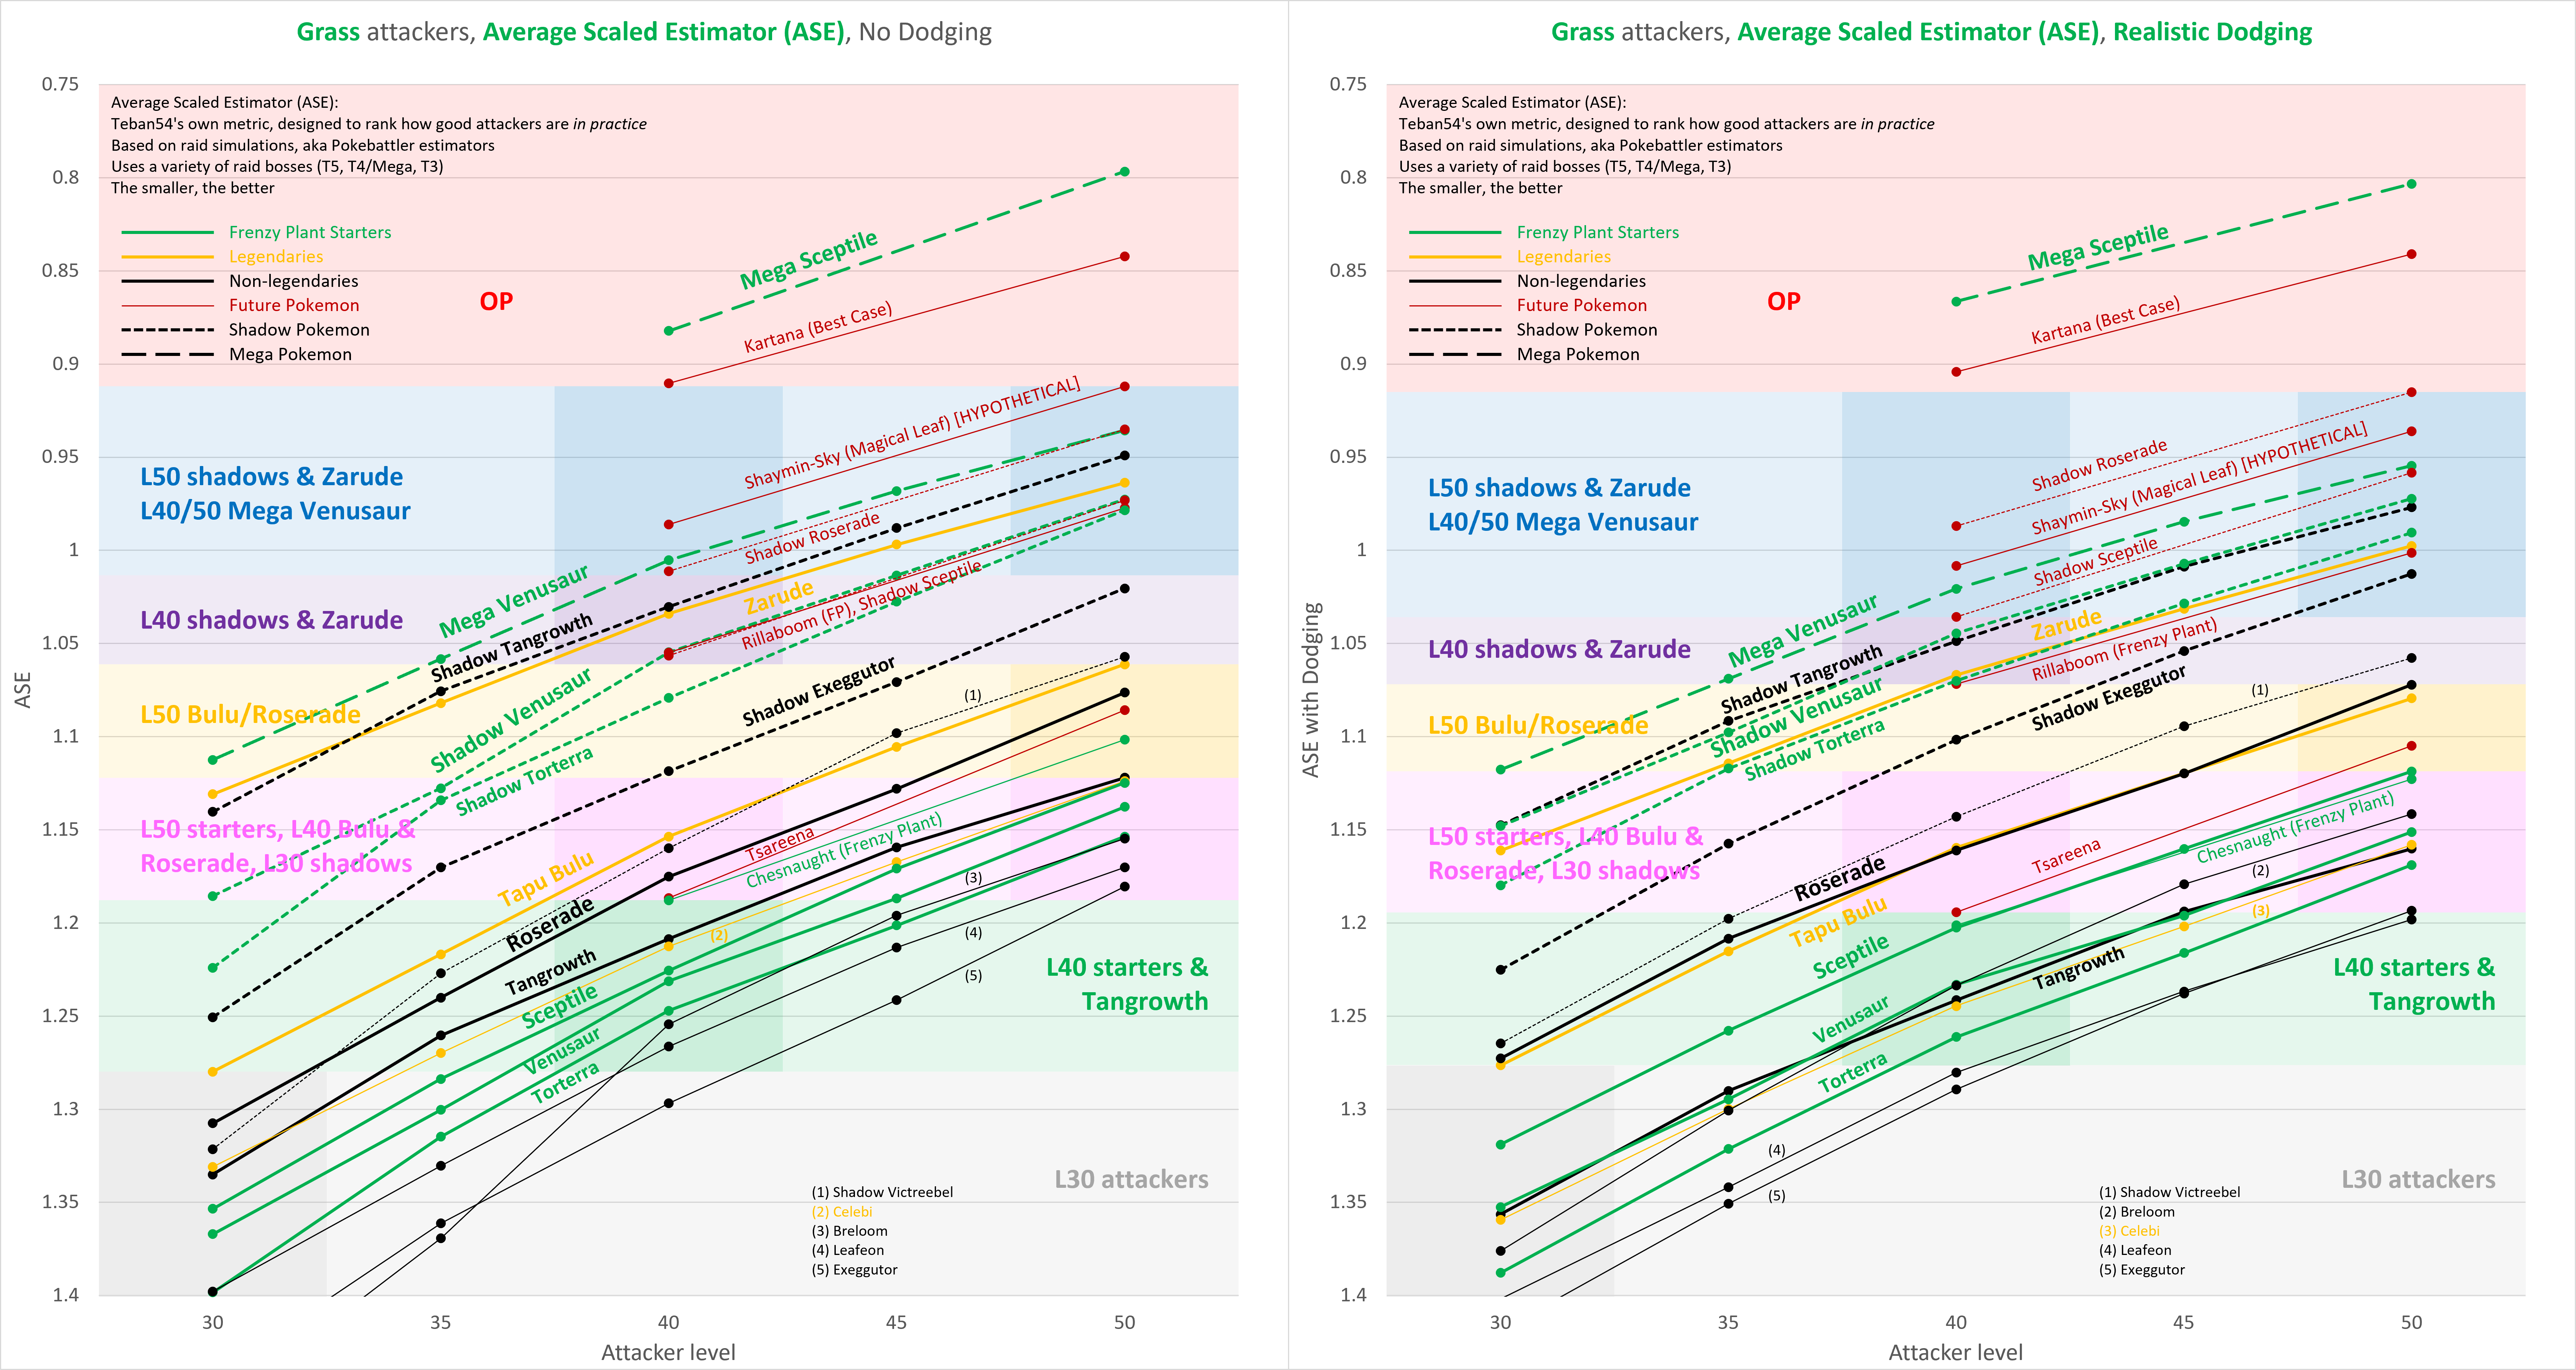 Grass attackers, Average Scaled Estimator (ASE), No Dodging
0.75
0.8
0.85
0.9
0.95
1
1.05
1.1
1.15
1.2
1.25
1.3
1.35
1.4
ASE
Average Scaled Estimator (ASE):
Teban54's own metric, designed to rank how good attackers are in practice
Based on raid simulations, aka Pokebattler estimators
Uses a variety of raid bosses (T5, T4/Mega, T3)
The smaller, the better
Frenzy Plant Starters
Legendaries
Non-legendaries
Future Pokemon
Shadow Pokemon
Mega Pokemon
OP
Mega Sceptile
Kartana (Best Case)
Shaymin-Sky (Magical Leaf) [HYPOTHETICAL]
L50 shadows & Zarude
L40/50 Mega Venusaur
Shadow Roserade
Mega Venusaur
Zarude
L40 shadows & Zarude
Shadow Tangrowth
Rillaboom (FP), Shadow Sceptile
Shadow Venusaur
Shadow Exeggutor
(1)
L50 Bulu/Roserade
Shadow Torterra
L50 starters, L40 Bulu &
Roserade, L30 shadows
Tsareena
Chesnaught (Frenzy Plant)
Tapu Bulu
(3)
Roserade
(2)
(4)
Tangrowth
(5)
L40 starters &
Tangrowth
Sceptile
Venusaur
Torterra
L30 attackers
(1) Shadow Victreebel
(2) Celebi
(3) Breloom
(4) Leafeon
(5) Exeggutor
30
35
40
45
50
Attacker level
Grass attackers, Average Scaled Estimator (ASE), Realistic Dodging
0.75
0.8
0.85
0.9
0.95
1
1.05
1.1
1.15
1.2
1.25
1.3
1.35
1.4
ASE with Dodging
Average Scaled Estimator (ASE):
Teban54's own metric, designed to rank how good attackers are in practice
Based on raid simulations, aka Pokebattler estimators
Uses a variety of raid bosses (T5, T4/Mega, T3)
The smaller, the better
Frenzy Plant Starters
Legendaries
Non-legendaries
Future Pokemon
Shadow Pokemon
Mega Pokemon
OP
Mega Sceptile
Kartana (Best Case)
Shadow Roserade
Shaymin-Sky (Magical Leaf) [HYPOTHETICAL]
L50 shadows & Zarude
L40/50 Mega Venusaur
Shadow Sceptile
Mega Venusaur
Zarude
L40 shadows & Zarude
Rillaboom (Frenzy Plant)
Shadow Tangrowth
Shadow Venusaur
Shadow Exeggutor
(1)
L50 Bulu/Roserade
Shadow Torterra
L50 starters, L40 Bulu &
Roserade, L30 shadows
Chesnaught (Frenzy Plant)
Tsareena
(2)
Roserade
Tapu Bulu
(3)
Sceptile
Tangrowth
L40 starters &
Tangrowth
Venusaur
Torterra
(4)
(5)
L30 attackers
(1) Shadow Victreebel
(2) Breloom
(3) Celebi
(4) Leafeon
(5) Exeggutor
30
35
40
45
50
Attacker level